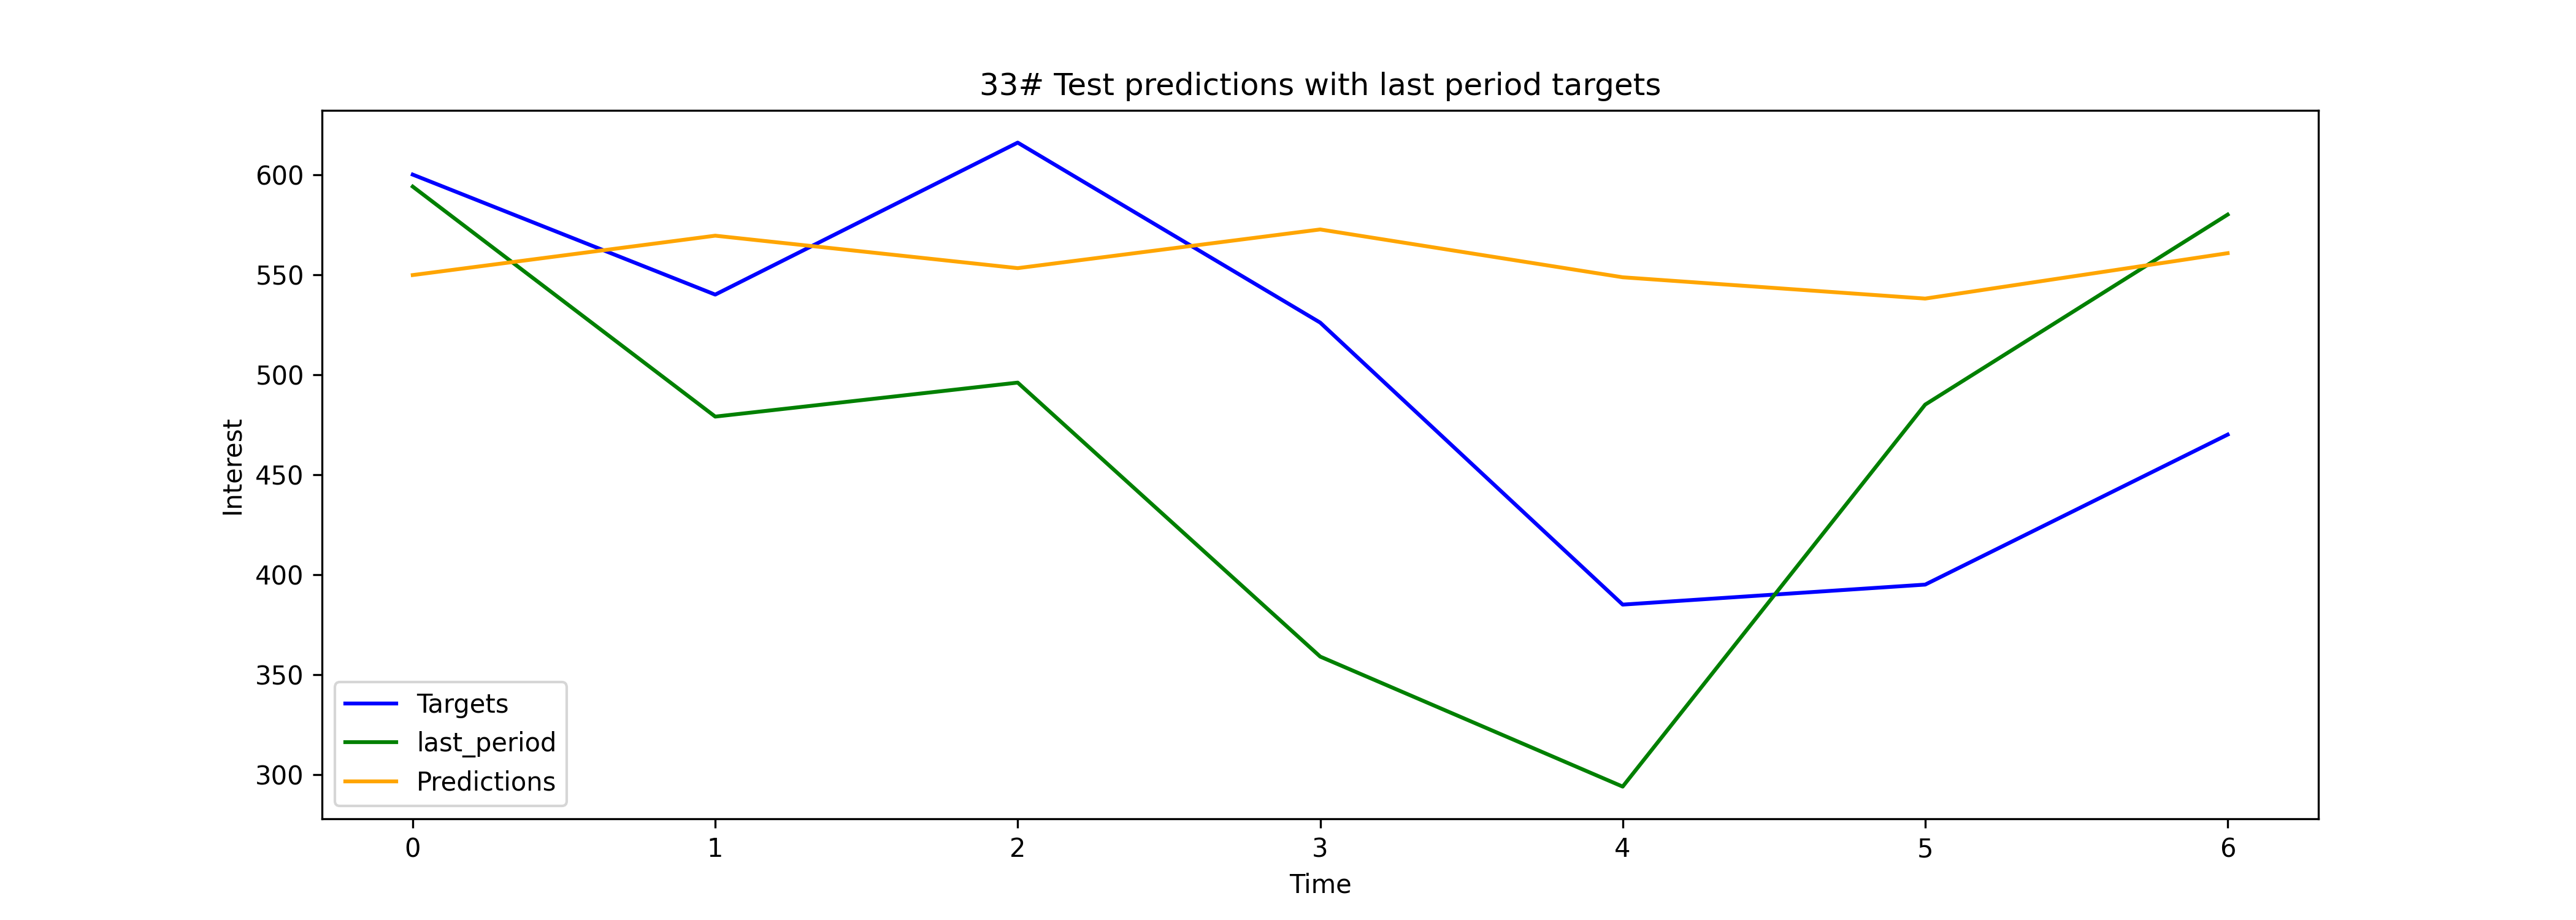 33# Test predictions with last period targets
Interest
600
550
500
450
400
350
300
Targets
last_period
Predictions
0 1 2 3 4 5 6
Time